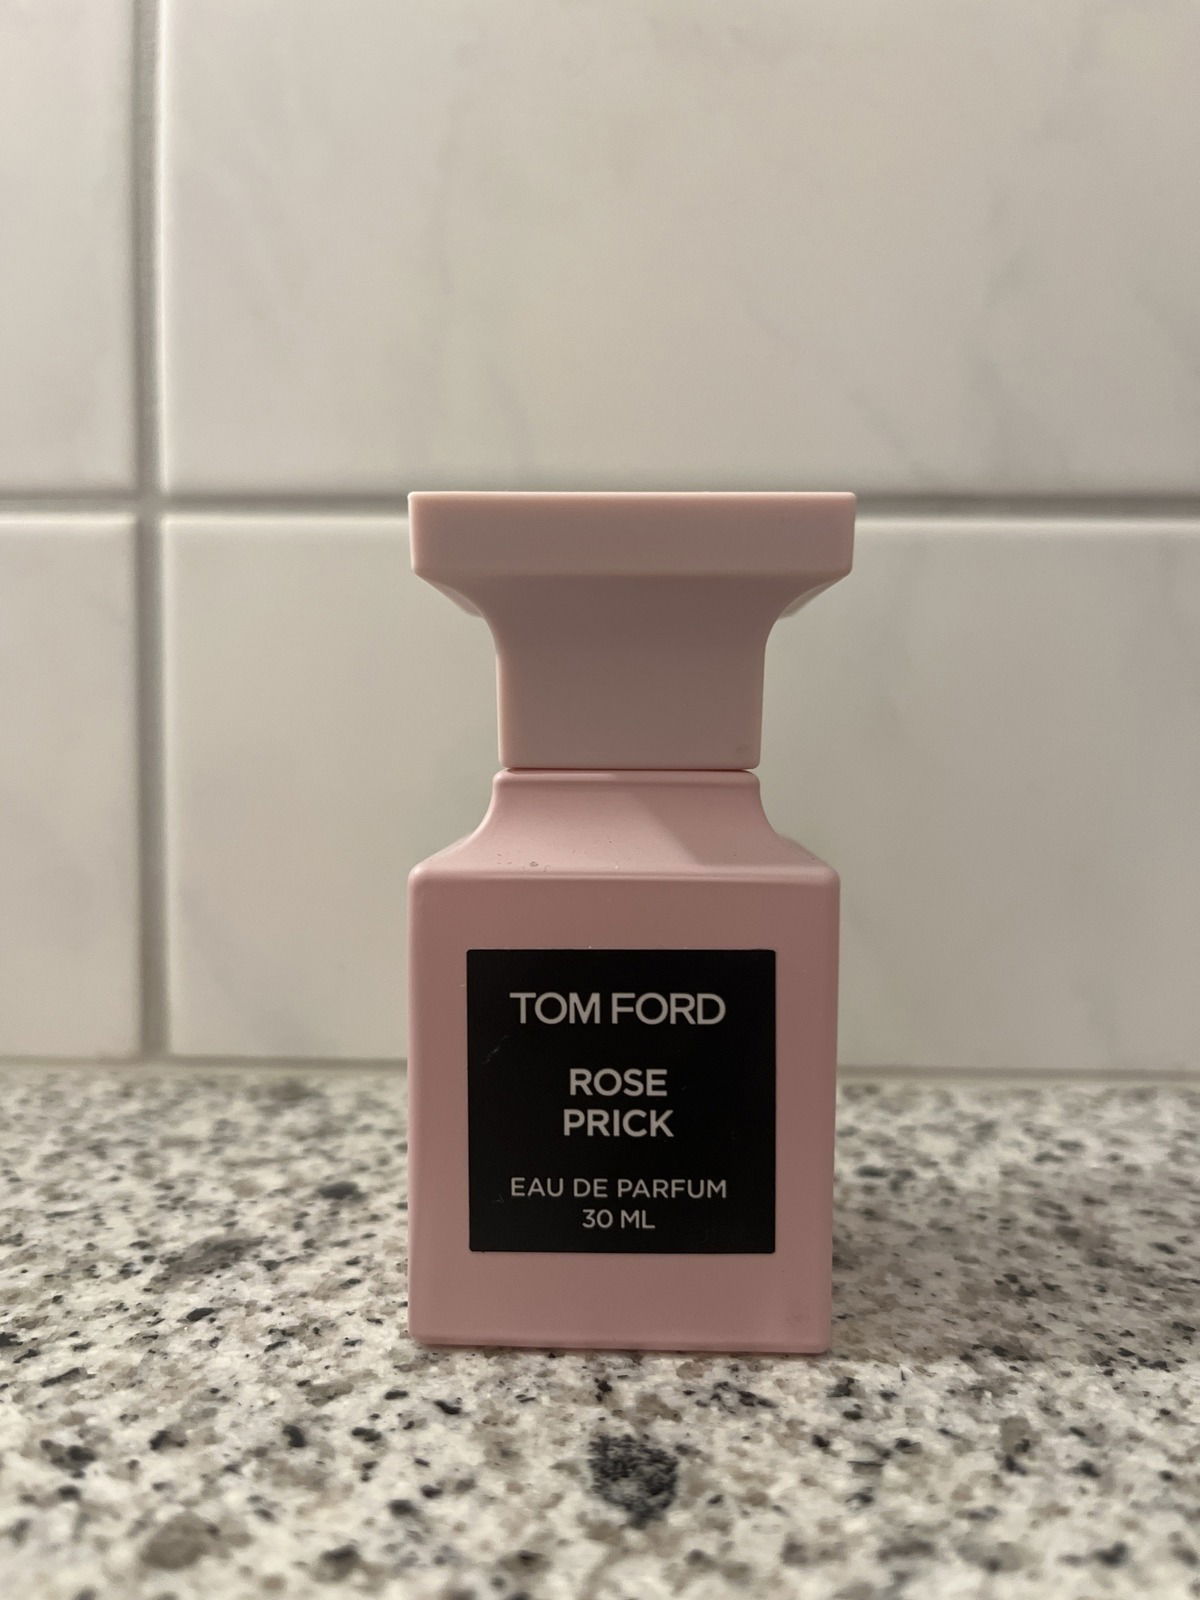 TOM FORD
ROSE
PRICK
EAU DE PARFUM
30 ML